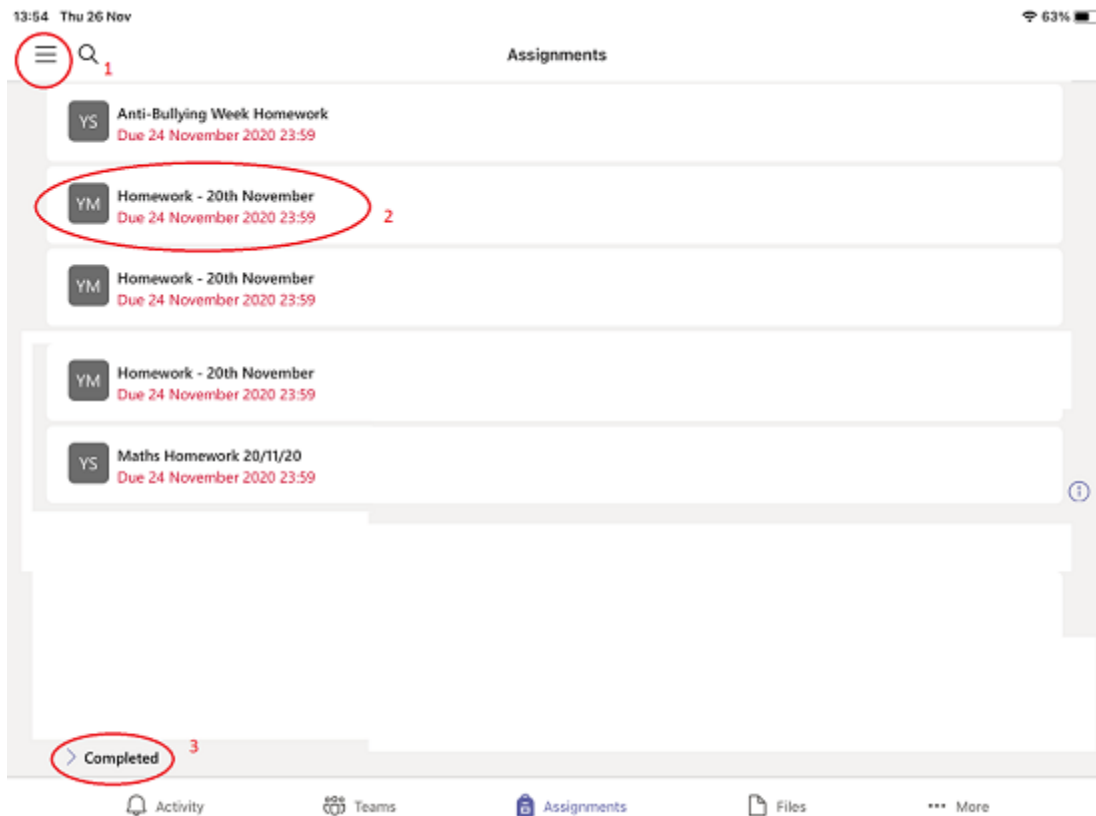 13:54 Thu 26 Nov
63%
Assignments
1
YS
Anti-Bullying Week Homework
Due 24 November 2020 23:59
YM
Homework - 20th November
Due 24 November 2020 23:59
2
YM
Homework - 20th November
Due 24 November 2020 23:59
YM
Homework - 20th November
Due 24 November 2020 23:59
YS
Maths Homework 20/11/20
Due 24 November 2020 23:59
Completed
3
Activity
Teams
Assignments
Files
More